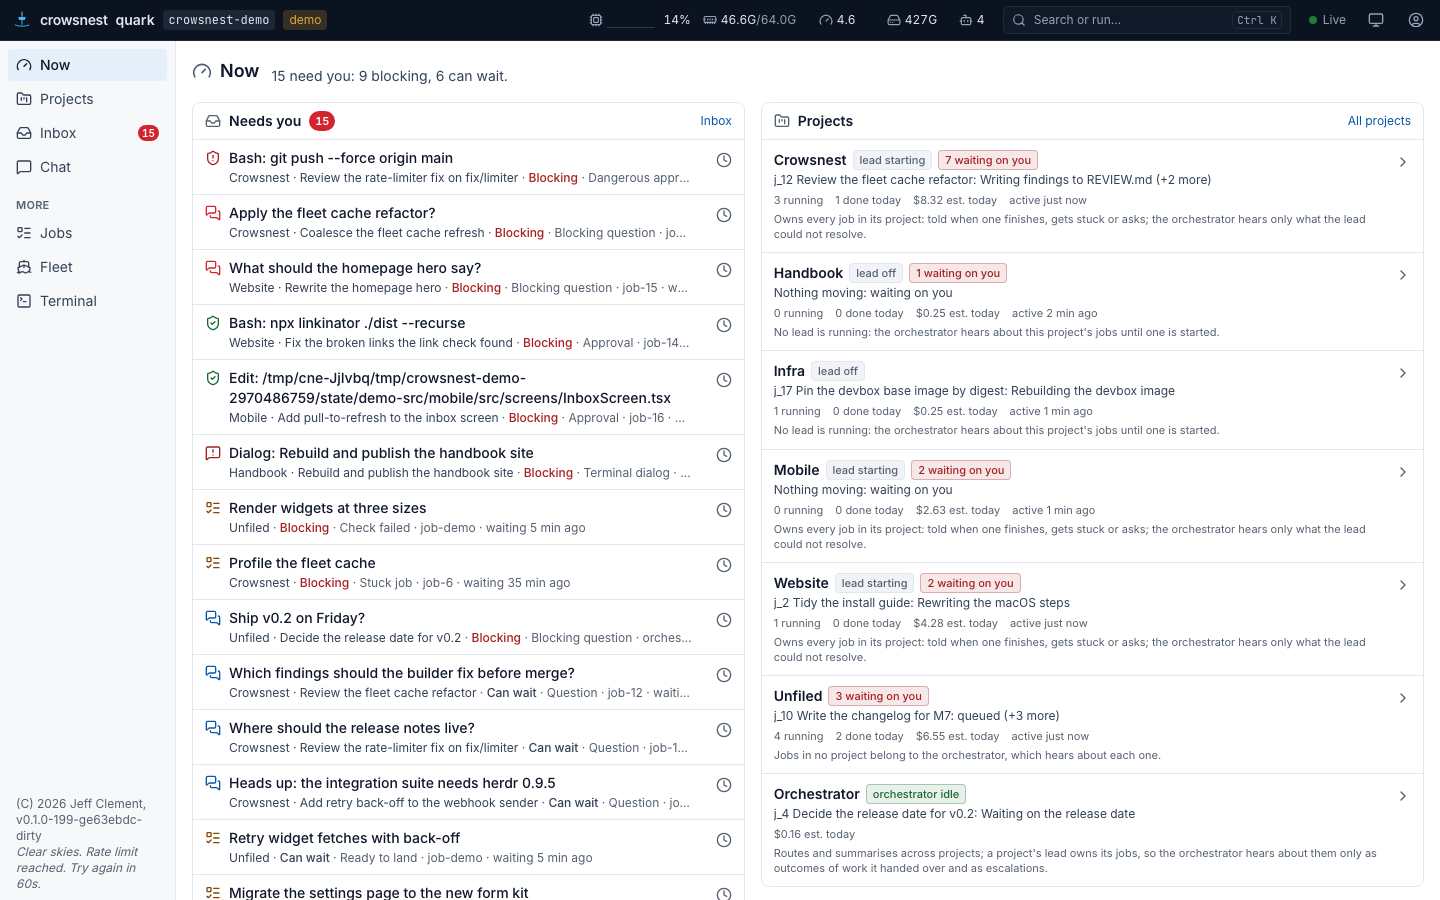 crowsnest quark crowsnest-demo demo 14% 46.6G/64.0G 4.6 427G 4 Search or run... Ctrl K Live
Now
Projects
Inbox 15
Chat
MORE
Jobs
Fleet
Terminal
(C) 2026 Jeff Clement,
v0.1.0-199-ge63ebdc-
dirty
Clear skies. Rate limit
reached. Try again in
60s.
Now 15 need you: 9 blocking, 6 can wait.
Needs you 15 Inbox
Bash: git push --force origin main
Crowsnest · Review the rate-limiter fix on fix/limiter · Blocking · Dangerous appr...
Apply the fleet cache refactor?
Crowsnest · Coalesce the fleet cache refresh · Blocking · Blocking question · jo...
What should the homepage hero say?
Website · Rewrite the homepage hero · Blocking · Blocking question · job-15 · w...
Bash: npx linkinator ./dist --recurse
Website · Fix the broken links the link check found · Blocking · Approval · job-14...
Edit: /tmp/cne-Jjlvbq/tmp/crowsnest-demo-
2970486759/state/demo-src/mobile/src/screens/InboxScreen.tsx
Mobile · Add pull-to-refresh to the inbox screen · Blocking · Approval · job-16 · ...
Dialog: Rebuild and publish the handbook site
Handbook · Rebuild and publish the handbook site · Blocking · Terminal dialog · ...
Render widgets at three sizes
Unfiled · Blocking · Check failed · job-demo · waiting 5 min ago
Profile the fleet cache
Crowsnest · Blocking · Stuck job · job-6 · waiting 35 min ago
Ship v0.2 on Friday?
Unfiled · Decide the release date for v0.2 · Blocking · Blocking question · orches...
Which findings should the builder fix before merge?
Crowsnest · Review the fleet cache refactor · Can wait · Question · job-12 · waiti...
Where should the release notes live?
Crowsnest · Review the rate-limiter fix on fix/limiter · Can wait · Question · job-1...
Heads up: the integration suite needs herdr 0.9.5
Crowsnest · Add retry back-off to the webhook sender · Can wait · Question · jo...
Retry widget fetches with back-off
Unfiled · Can wait · Ready to land · job-demo · waiting 5 min ago
Migrate the settings page to the new form kit
Projects All projects
Crowsnest lead starting 7 waiting on you
j_12 Review the fleet cache refactor: Writing findings to REVIEW.md (+2 more)
3 running 1 done today $8.32 est. today active just now
Owns every job in its project: told when one finishes, gets stuck or asks; the orchestrator hears only what the lead
could not resolve.
Handbook lead off 1 waiting on you
Nothing moving: waiting on you
0 running 0 done today $0.25 est. today active 2 min ago
No lead is running: the orchestrator hears about this project's jobs until one is started.
Infra lead off
j_17 Pin the devbox base image by digest: Rebuilding the devbox image
1 running 0 done today $0.25 est. today active 1 min ago
No lead is running: the orchestrator hears about this project's jobs until one is started.
Mobile lead starting 2 waiting on you
Nothing moving: waiting on you
0 running 0 done today $2.63 est. today active 1 min ago
Owns every job in its project: told when one finishes, gets stuck or asks; the orchestrator hears only what the lead
could not resolve.
Website lead starting 2 waiting on you
j_2 Tidy the install guide: Rewriting the macOS steps
1 running 0 done today $4.28 est. today active just now
Owns every job in its project: told when one finishes, gets stuck or asks; the orchestrator hears only what the lead
could not resolve.
Unfiled 3 waiting on you
j_10 Write the changelog for M7: queued (+3 more)
4 running 2 done today $6.55 est. today active just now
Jobs in no project belong to the orchestrator, which hears about each one.
Orchestrator orchestrator idle
j_4 Decide the release date for v0.2: Waiting on the release date
$0.16 est. today
Routes and summarises across projects; a project's lead owns its jobs, so the orchestrator hears about them only as
outcomes of work it handed over and as escalations.